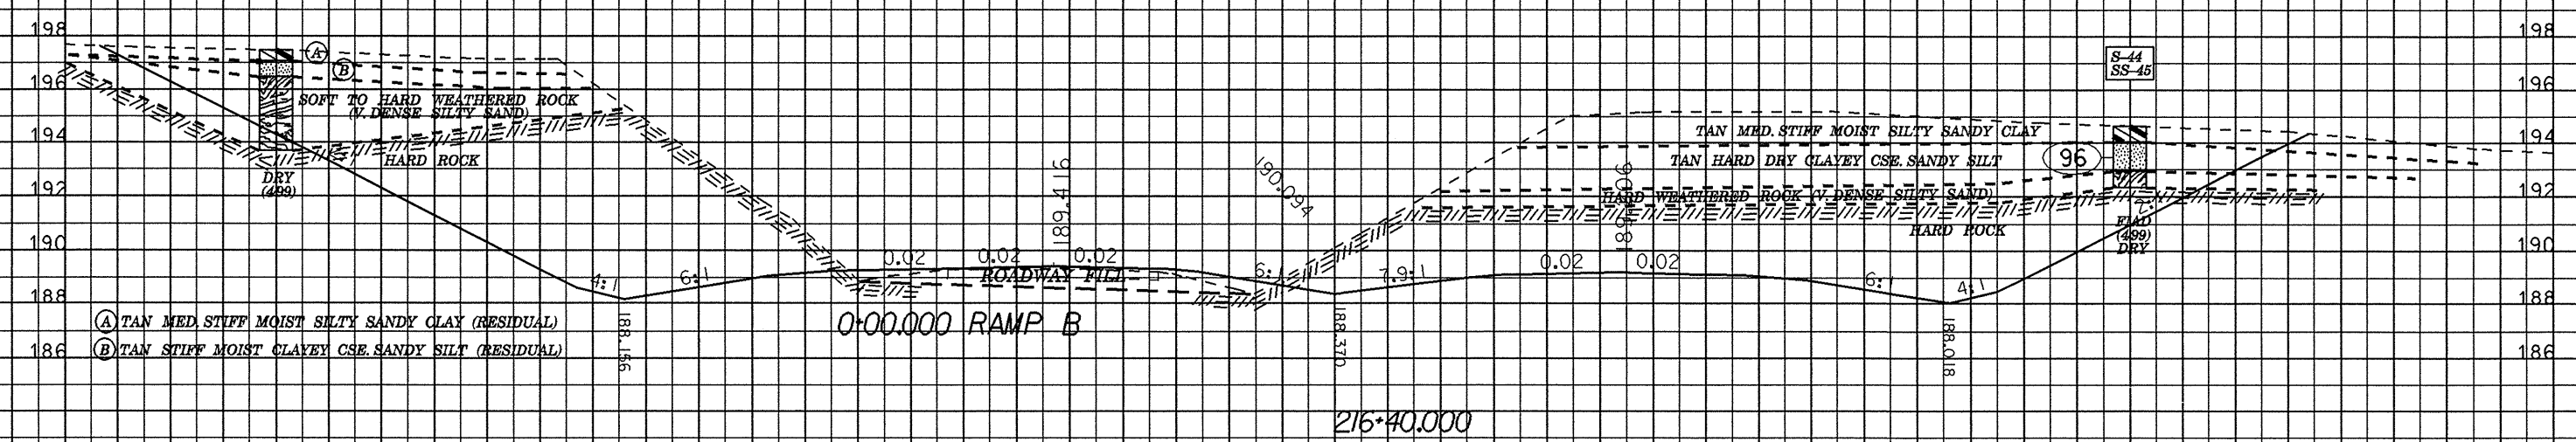 198
196
194
192
190
188
186
A
B
SOFT TO HARD WEATHERED ROCK
(V. DENSE SILTY SAND)
HARD ROCK
DRY
(4-99)
4:1
6:1
188.156
0.02
0.02
0.02
189.416
ROADWAY FILL
0+00.000 RAMP B
190.094
6:1
188.370
7.9:1
0.02
0.02
6:1
4:1
188.018
TAN MED. STIFF MOIST SILTY SANDY CLAY
TAN HARD DRY CLAYEY CSE. SANDY SILT
HARD WEATHERED ROCK (V. DENSE SILTY SAND)
HARD ROCK
96
S-44
SS-45
2:1
FIAD
(4-99)
DRY
198
196
194
192
190
188
186
A TAN MED. STIFF MOIST SILTY SANDY CLAY (RESIDUAL)
B TAN STIFF MOIST CLAYEY CSE. SANDY SILT (RESIDUAL)
216+40.000